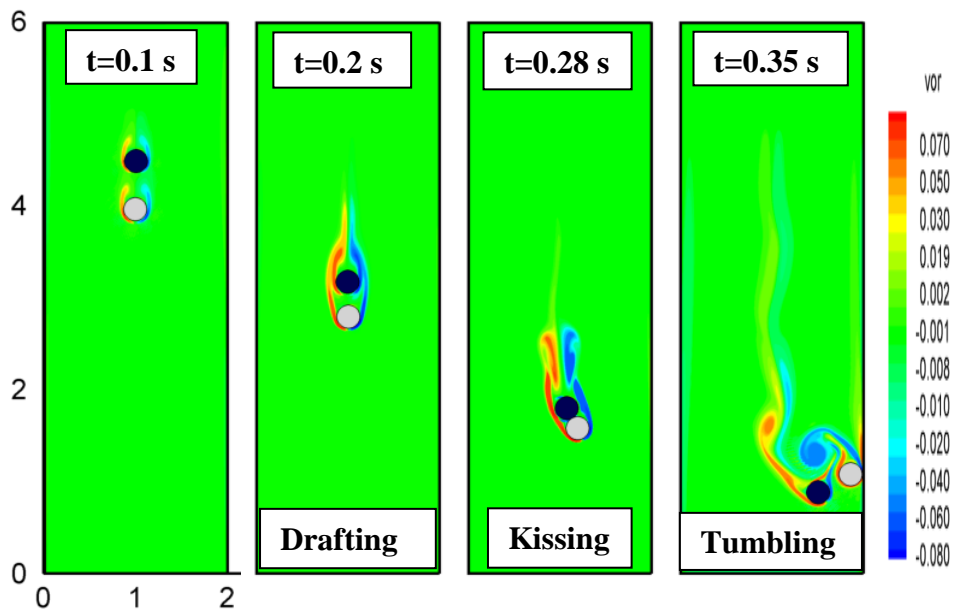 6
t=0.1 s
t=0.2 s
t=0.28 s
t=0.35 s
vor
0.070
0.050
4
0.030
0.019
0.002
-0.001
-0.008
2
-0.010
-0.020
-0.040
-0.060
-0.080
Drafting
Kissing
Tumbling
0
0
1
2